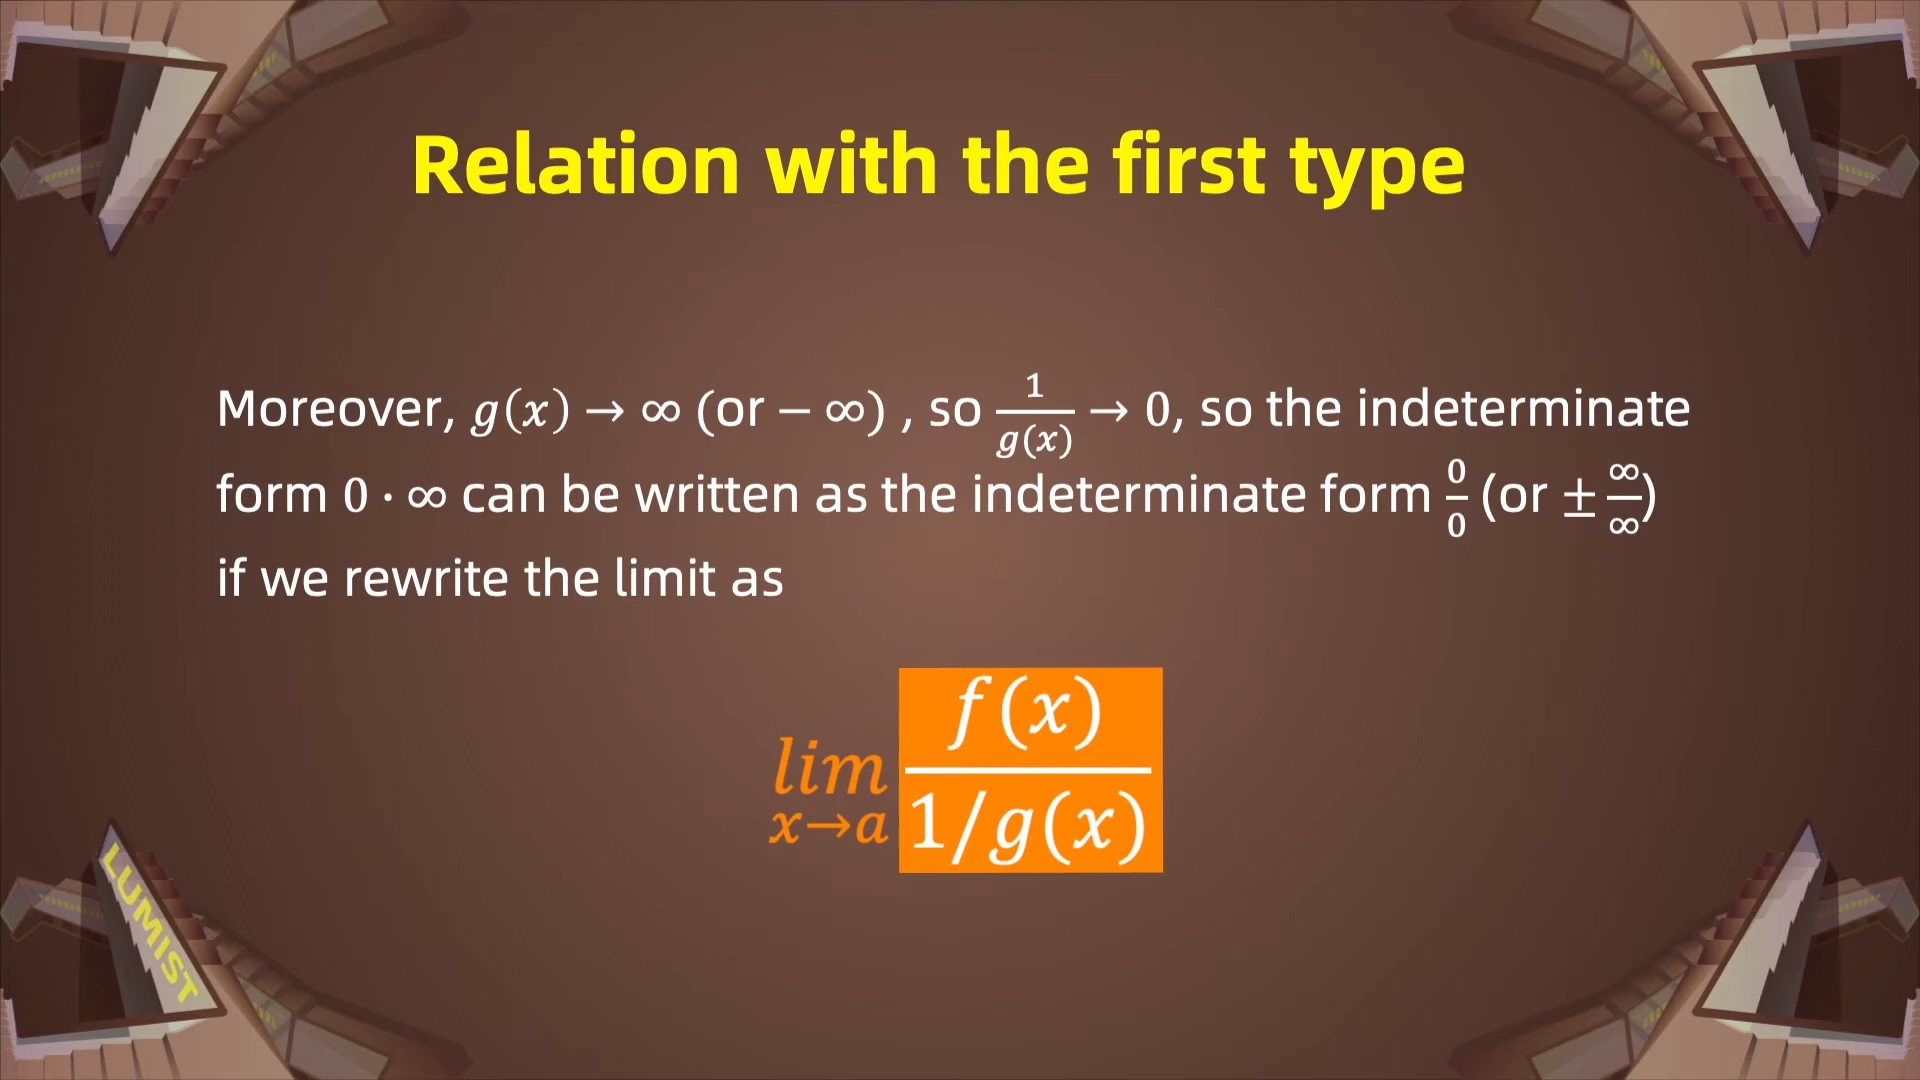 Relation with the first type
Moreover, g(x) → ∞ (or − ∞) , so 1/g(x) → 0, so the indeterminate
form 0 · ∞ can be written as the indeterminate form 0/0 (or ± ∞/∞)
if we rewrite the limit as
lim x→a f(x) / 1/g(x)
LUMIST